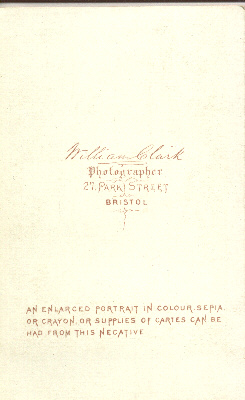 William Clark
Photographer
27, PARK STREET
BRISTOL
AN ENLARGED PORTRAIT IN COLOUR, SEPIA,
OR CRAYON, OR SUPPLIES OF CARTES CAN BE
HAD FROM THIS NEGATIVE